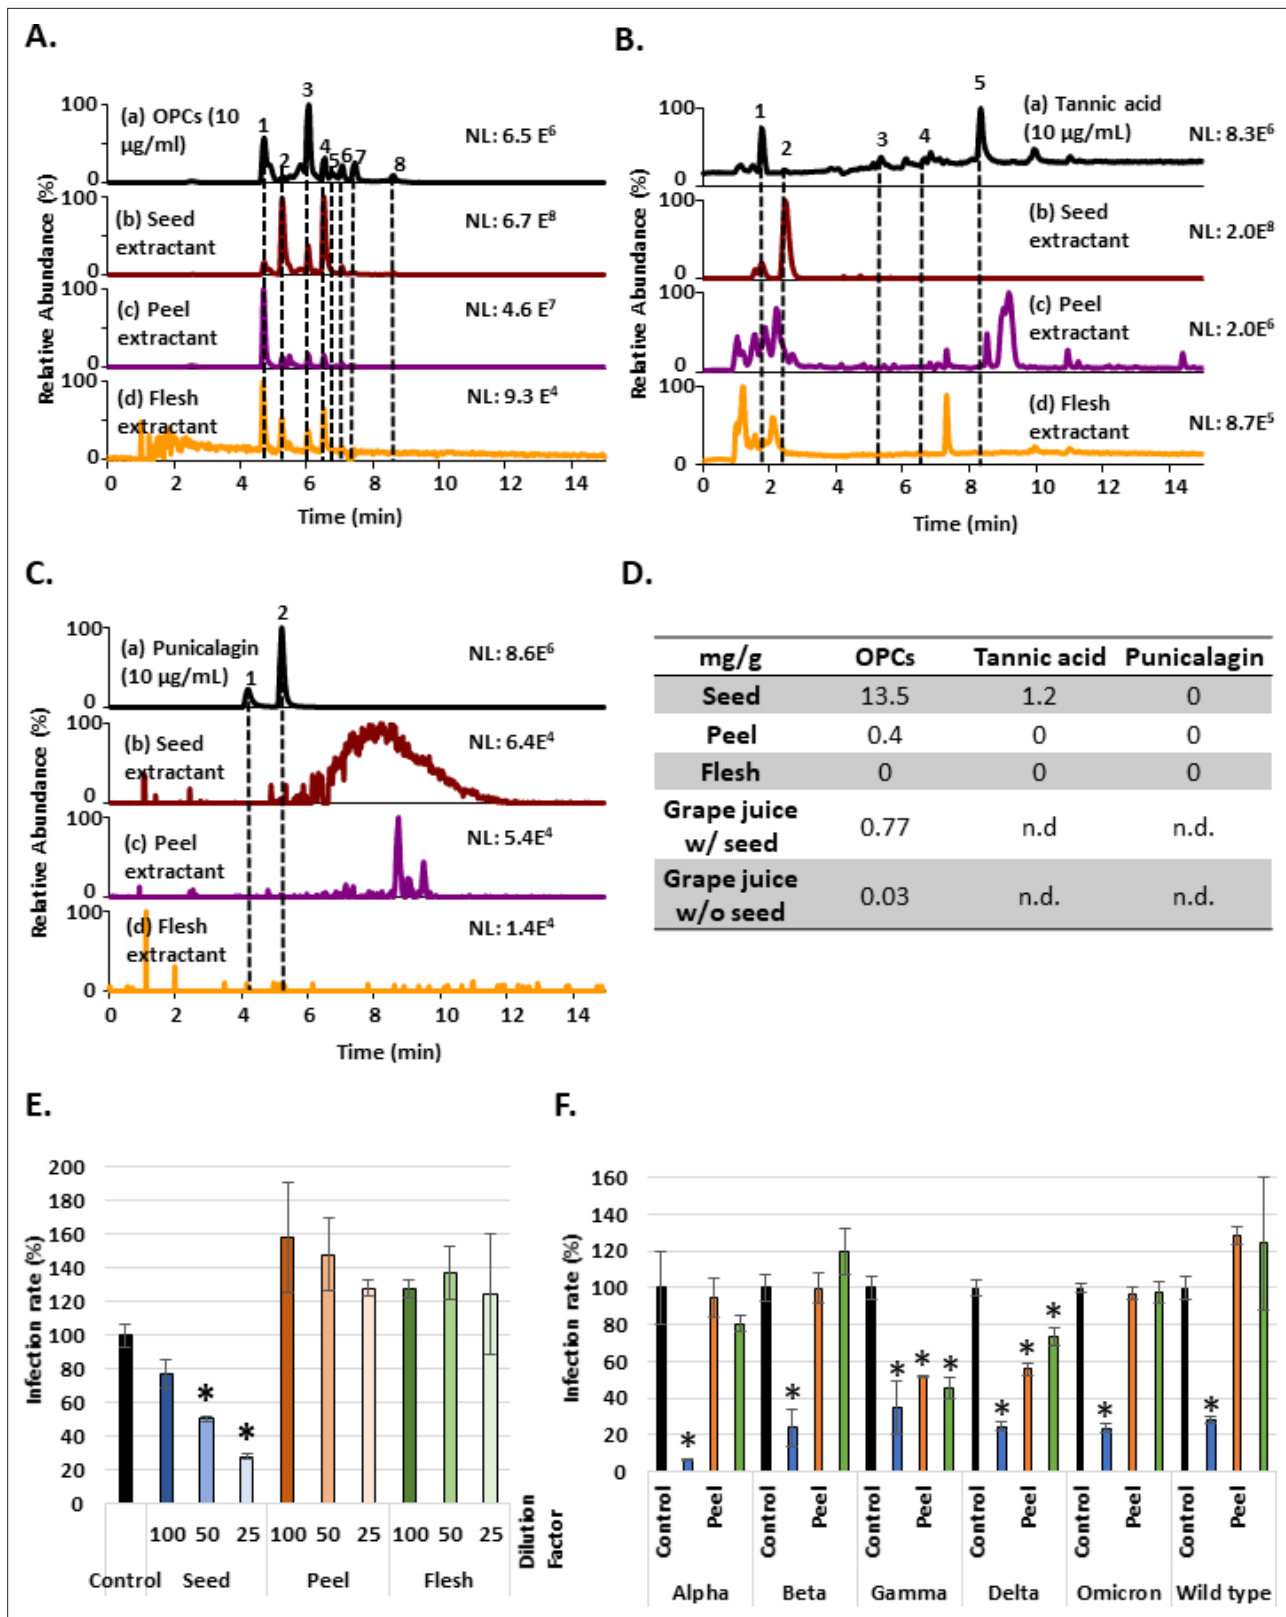 A.
100
(a) OPCs (10
µg/ml)
1
2
3
4
5
6
7
8
NL: 6.5 E6
0
100
(b) Seed
extractant
NL: 6.7 E8
0
100
(c) Peel
extractant
NL: 4.6 E7
0
100
(d) Flesh
extractant
NL: 9.3 E4
0
0 2 4 6 8 10 12 14
Time (min)
Relative Abundance (%)
B.
100
1
2
3
4
5
(a) Tannic acid
(10 µg/mL)
NL: 8.3E6
0
100
(b) Seed
extractant
NL: 2.0E8
0
100
(c) Peel
extractant
NL: 2.0E6
0
100
(d) Flesh
extractant
NL: 8.7E5
0
0 2 4 6 8 10 12 14
Time (min)
Relative Abundance (%)
C.
100
(a) Punicalagin
(10 µg/mL)
1
2
NL: 8.6E6
0
100
(b) Seed
extractant
NL: 6.4E4
0
100
(c) Peel
extractant
NL: 5.4E4
0
100
(d) Flesh
extractant
NL: 1.4E4
0
0 2 4 6 8 10 12 14
Time (min)
Relative Abundance (%)
D.
mg/g OPCs Tannic acid Punicalagin
Seed 13.5 1.2 0
Peel 0.4 0 0
Flesh 0 0 0
Grape juice
w/ seed 0.77 n.d n.d.
Grape juice
w/o seed 0.03 n.d. n.d.
E.
200
180
160
140
120
100
80
60
40
20
0
Infection rate (%)
* *
100 50 25 100 50 25 100 50 25
Control Seed Peel Flesh
Dilution
Factor
F.
160
140
120
100
80
60
40
20
0
Infection rate (%)
* * * * * * * * * *
Control Peel Control Peel Control Peel Control Peel Control Peel Control Peel
Alpha Beta Gamma Delta Omicron Wild type